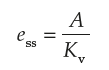 e_ss = A / K_v